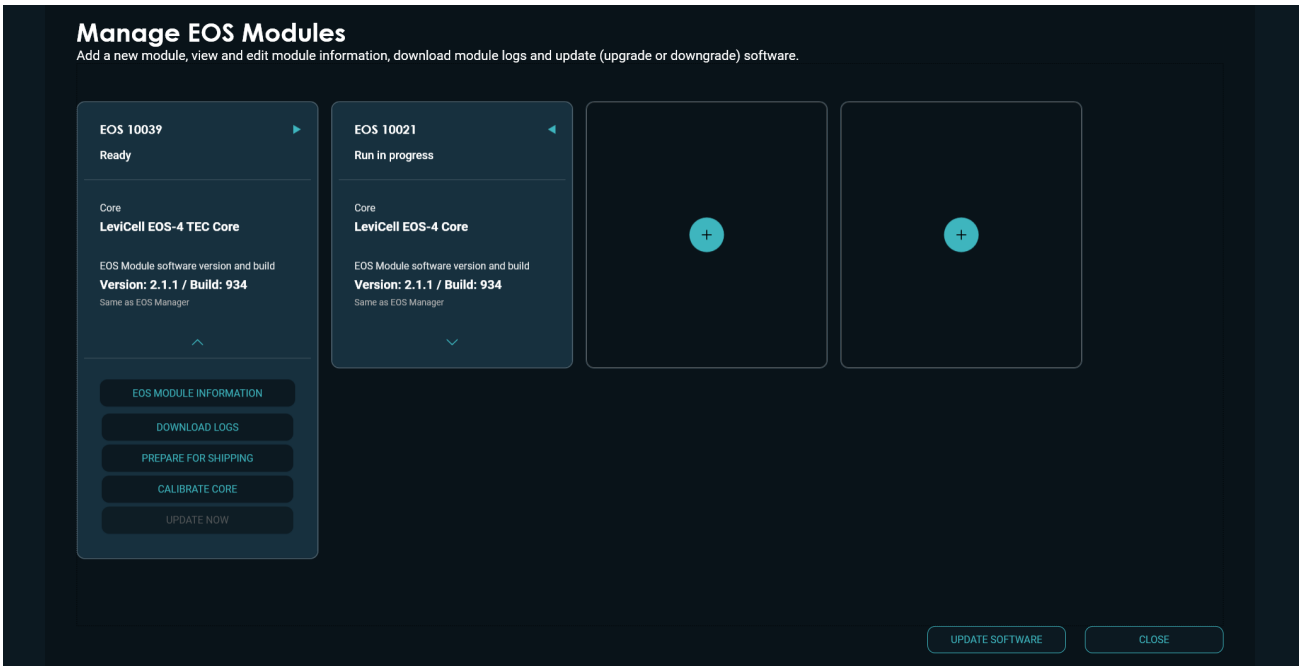 Manage EOS Modules
Add a new module, view and edit module information, download module logs and update (upgrade or downgrade) software.
EOS 10039
Ready
Core
LeviCell EOS-4 TEC Core
EOS Module software version and build
Version: 2.1.1 / Build: 934
Same as EOS Manager
EOS MODULE INFORMATION
DOWNLOAD LOGS
PREPARE FOR SHIPPING
CALIBRATE CORE
UPDATE NOW
EOS 10021
Run in progress
Core
LeviCell EOS-4 Core
EOS Module software version and build
Version: 2.1.1 / Build: 934
Same as EOS Manager
+
+
UPDATE SOFTWARE
CLOSE